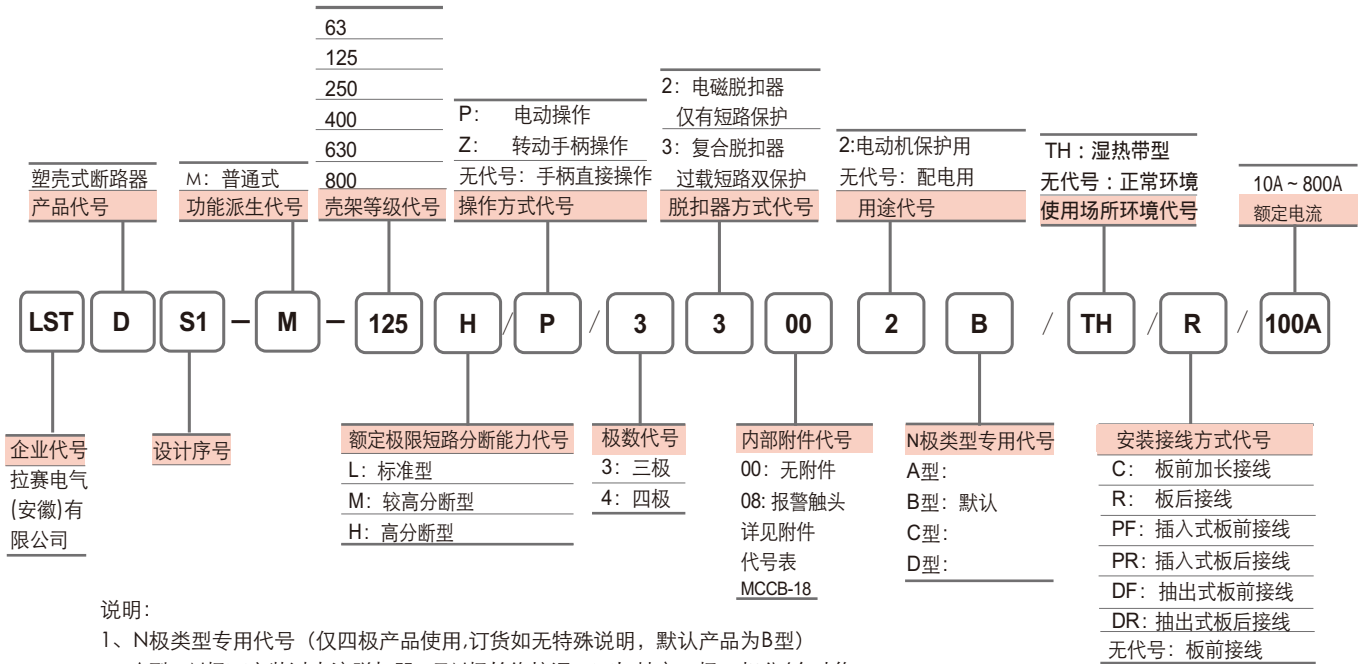 63
125
250
400
630
800
壳架等级代号
塑壳式断路器
产品代号
M：普通式
功能派生代号
P： 电动操作
Z： 转动手柄操作
无代号：手柄直接操作
操作方式代号
2：电磁脱扣器
仅有短路保护
3：复合脱扣器
过载短路双保护
脱扣器方式代号
2:电动机保护用
无代号：配电用
用途代号
TH：湿热带型
无代号：正常环境
使用场所环境代号
10A～800A
额定电流
LST D S1 — M — 125 H / P / 3 3 00 2 B / TH / R / 100A
企业代号
拉赛电气
(安徽)有
限公司
设计序号
额定极限短路分断能力代号
L：标准型
M：较高分断型
H：高分断型
极数代号
3：三极
4：四极
内部附件代号
00：无附件
08: 报警触头
详见附件
代号表
MCCB-18
N极类型专用代号
A型：
B型：默认
C型：
D型：
安装接线方式代号
C： 板前加长接线
R： 板后接线
PF：插入式板前接线
PR：插入式板后接线
DF：抽出式板前接线
DR：抽出式板后接线
无代号：板前接线
说明：
1、N极类型专用代号（仅四极产品使用,订货如无特殊说明，默认产品为B型）